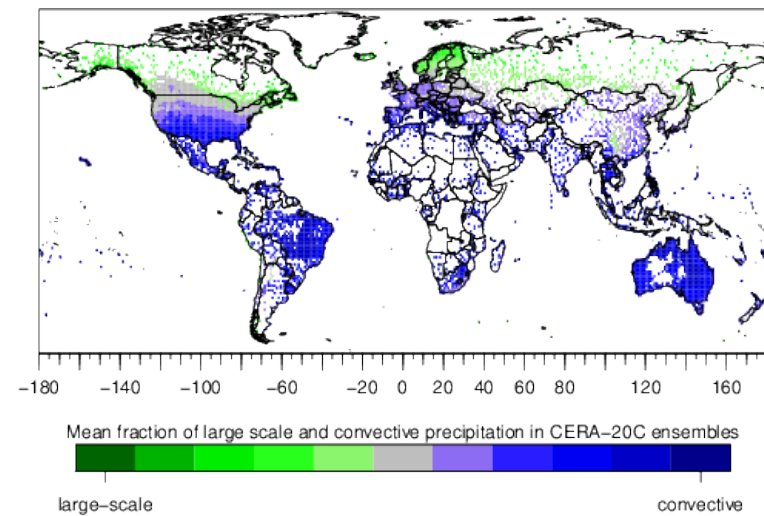 −180 −140 −100 −60 −20 0 20 40 60 80 120 160
Mean fraction of large scale and convective precipitation in CERA−20C ensembles
large−scale convective